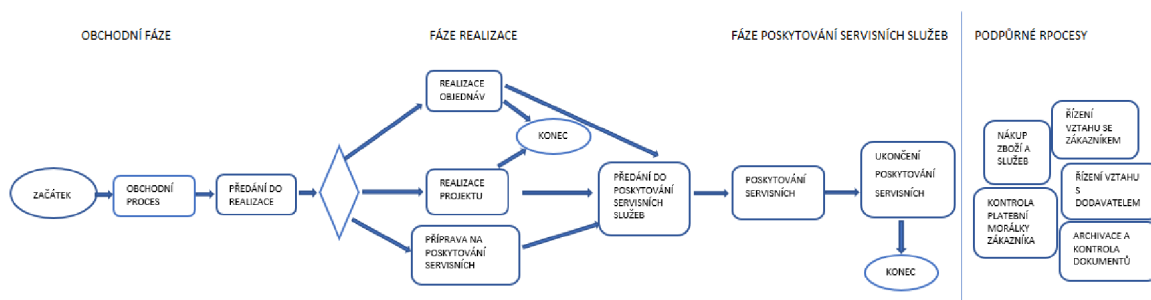 OBCHODNÍ FÁZE
FÁZE REALIZACE
FÁZE POSKYTOVÁNÍ SERVISNÍCH SLUŽEB
PODPŮRNÉ RPOCESY
ZAČÁTEK
OBCHODNÍ
PROCES
PŘEDÁNÍ DO
REALIZACE
REALIZACE
OBJEDNÁV
KONEC
REALIZACE
PROJEKTU
PŘÍPRAVA NA
POSKYTOVÁNÍ
SERVISNÍCH
PŘEDÁNÍ DO
POSKYTOVÁNÍ
SERVISNÍCH
SLUŽEB
POSKYTOVÁNÍ
SERVISNÍCH
UKONČENÍ
POSKYTOVÁNÍ
SERVISNÍCH
KONEC
NÁKUP
ZBOŽÍ A
SLUŽEB
ŘÍZENÍ
VZTAHU SE
ZÁKAZNÍKEM
KONTROLA
PLATEBNÍ
MORÁLKY
ZÁKAZNÍKA
ŘÍZENÍ VZTAHU
S
DODAVATELEM
ARCHIVACE A
KONTROLA
DOKUMENTŮ